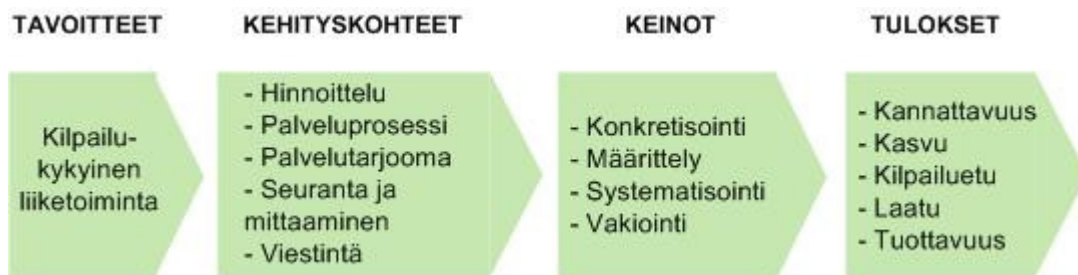 TAVOITTEET
KEHITYSKOHTEET
KEINOT
TULOKSET
Kilpailu-
kykyinen
liiketoiminta
- Hinnoittelu
- Palveluprosessi
- Palvelutarjooma
- Seuranta ja
mittaaminen
- Viestintä
- Konkretisointi
- Määrittely
- Systematisointi
- Vakiointi
- Kannattavuus
- Kasvu
- Kilpailuetu
- Laatu
- Tuottavuus